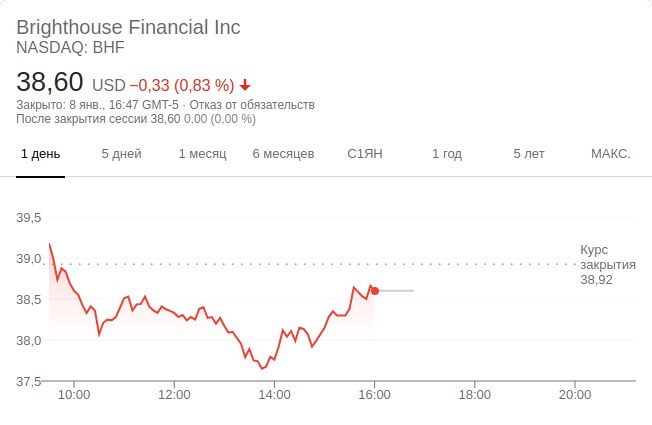 Brighthouse Financial Inc
NASDAQ: BHF
38,60 USD −0,33 (0,83 %)
Закрыто: 8 янв., 16:47 GMT-5 · Отказ от обязательств
После закрытия сессии 38,60 0,00 (0,00 %)
1 день 5 дней 1 месяц 6 месяцев С1ЯН 1 год 5 лет МАКС.
39,5
39,0
38,5
38,0
37,5
Курс
закрытия
38,92
10:00 12:00 14:00 16:00 18:00 20:00